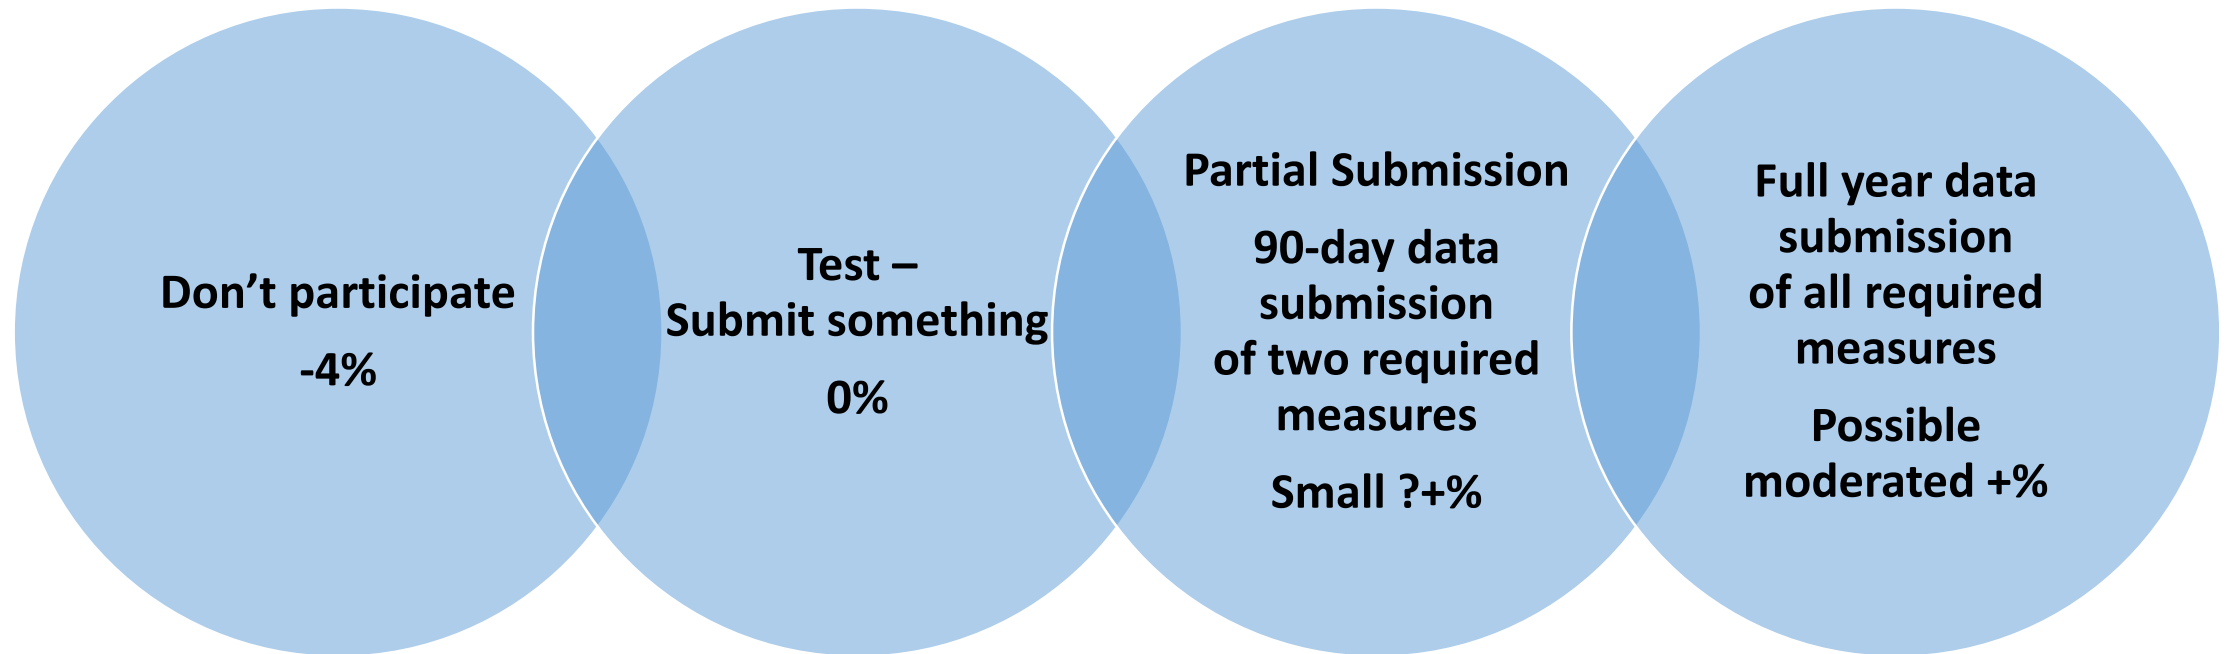 Don’t participate
-4%
Test –
Submit something
0%
Partial Submission
90-day data
submission
of two required
measures
Small ?+%
Full year data
submission
of all required
measures
Possible
moderated +%